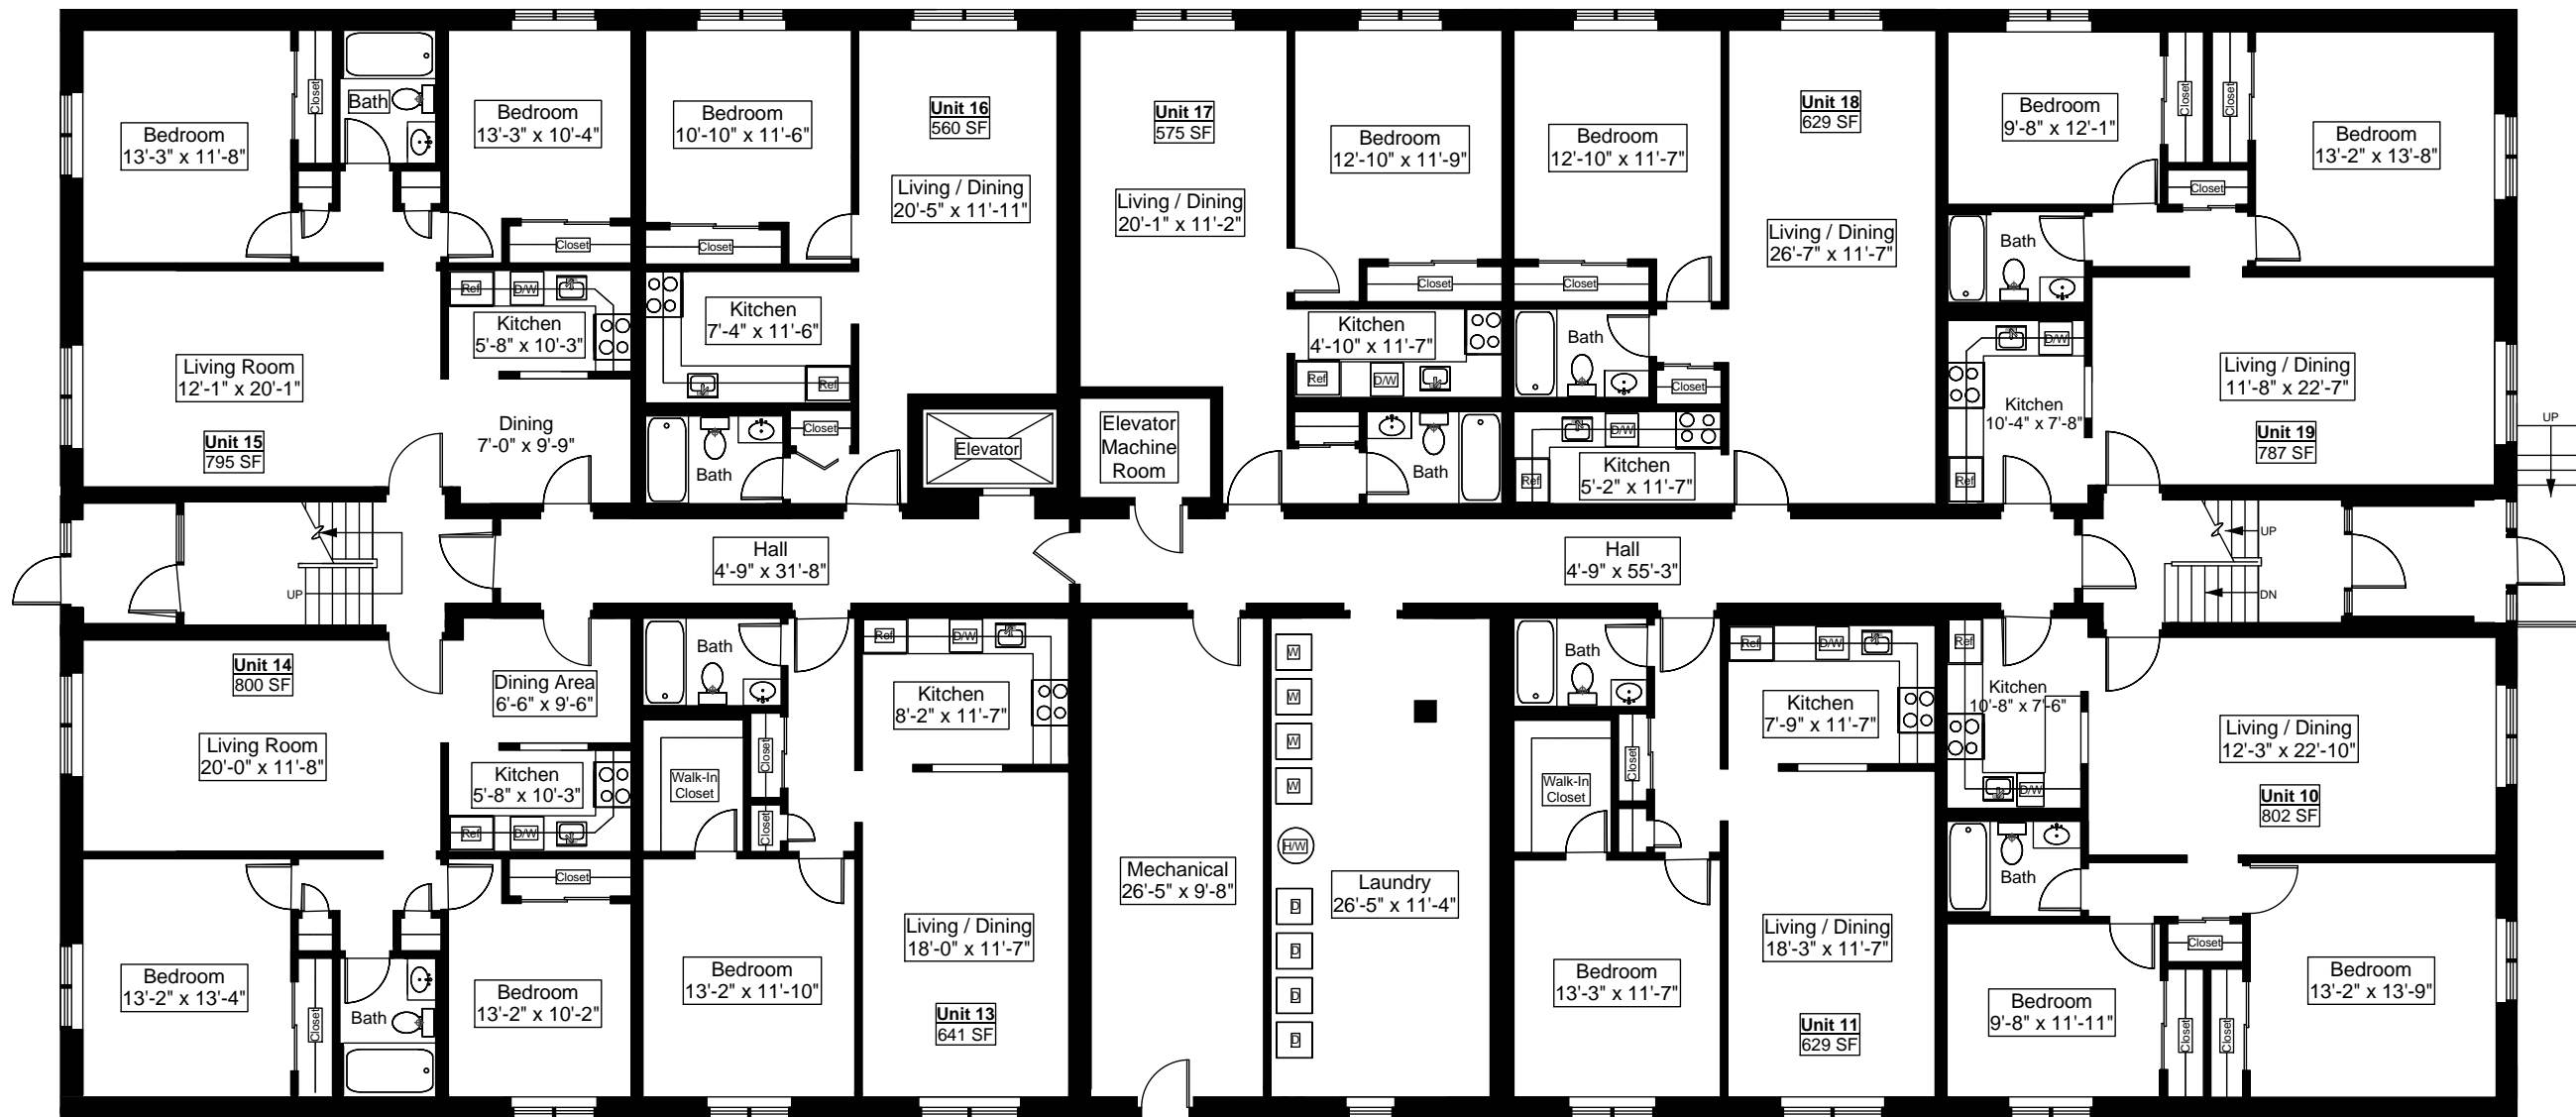 Bedroom
13'-3" x 11'-8"
Closet
Bath
Bedroom
13'-3" x 10'-4"
Closet
Bedroom
10'-10" x 11'-6"
Closet
Unit 16
560 SF
Living / Dining
20'-5" x 11'-11"
Unit 17
575 SF
Living / Dining
20'-1" x 11'-2"
Bedroom
12'-10" x 11'-9"
Closet
Bedroom
12'-10" x 11'-7"
Closet
Unit 18
629 SF
Living / Dining
26'-7" x 11'-7"
Bedroom
9'-8" x 12'-1"
Closet
Closet
Closet
Bedroom
13'-2" x 13'-8"
Bath
Living Room
12'-1" x 20'-1"
Unit 15
795 SF
Ref
D/W
Kitchen
5'-8" x 10'-3"
Dining
7'-0" x 9'-9"
Kitchen
7'-4" x 11'-6"
Ref
Bath
Closet
Elevator
Elevator
Machine
Room
Kitchen
4'-10" x 11'-7"
Ref
D/W
Bath
Bath
Closet
D/W
Ref
Kitchen
5'-2" x 11'-7"
D/W
Kitchen
10'-4" x 7'-8"
Ref
Living / Dining
11'-8" x 22'-7"
Unit 19
787 SF
UP
UP
Hall
4'-9" x 31'-8"
Hall
4'-9" x 55'-3"
UP
DN
Unit 14
800 SF
Living Room
20'-0" x 11'-8"
Dining Area
6'-6" x 9'-6"
Kitchen
5'-8" x 10'-3"
Ref
D/W
Closet
Bedroom
13'-2" x 13'-4"
Closet
Bath
Bedroom
13'-2" x 10'-2"
Bath
Walk-In
Closet
Closet
Closet
Bedroom
13'-2" x 11'-10"
Ref
D/W
Kitchen
8'-2" x 11'-7"
Living / Dining
18'-0" x 11'-7"
Unit 13
641 SF
Mechanical
26'-5" x 9'-8"
W
W
W
W
H/W
D
D
D
D
Laundry
26'-5" x 11'-4"
Bath
Walk-In
Closet
Closet
Bedroom
13'-3" x 11'-7"
Ref
D/W
Kitchen
7'-9" x 11'-7"
Living / Dining
18'-3" x 11'-7"
Unit 11
629 SF
Ref
Kitchen
10'-8" x 7'-6"
D/W
Living / Dining
12'-3" x 22'-10"
Unit 10
802 SF
Bath
Closet
Bedroom
9'-8" x 11'-11"
Closet
Closet
Bedroom
13'-2" x 13'-9"